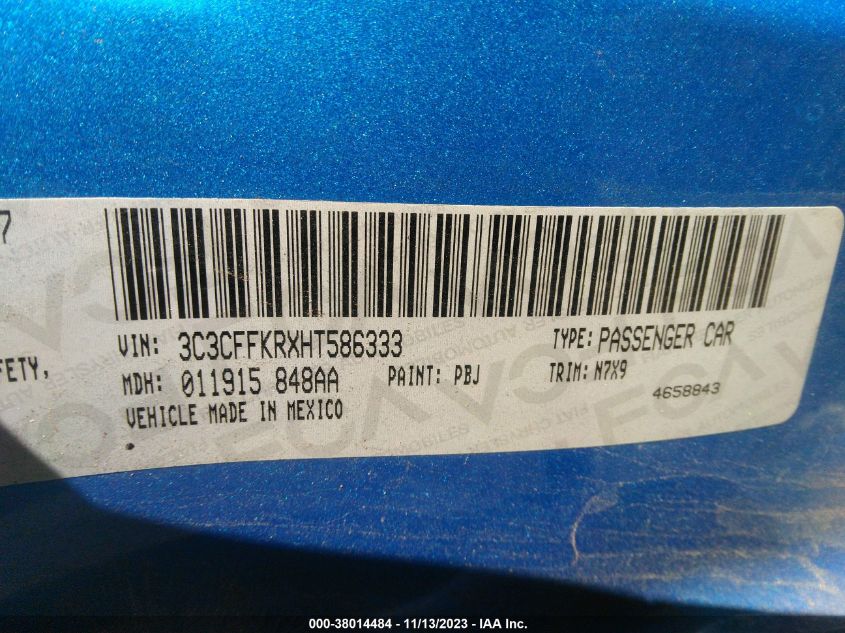 7
VIN: 3C3CFFKRXHT586333 TYPE: PASSENGER CAR
FETY,
MDH: 011915 848AA PAINT: PBJ TRIM: N7X9
4658843
VEHICLE MADE IN MEXICO
000-38014484 - 11/13/2023 - IAA Inc.